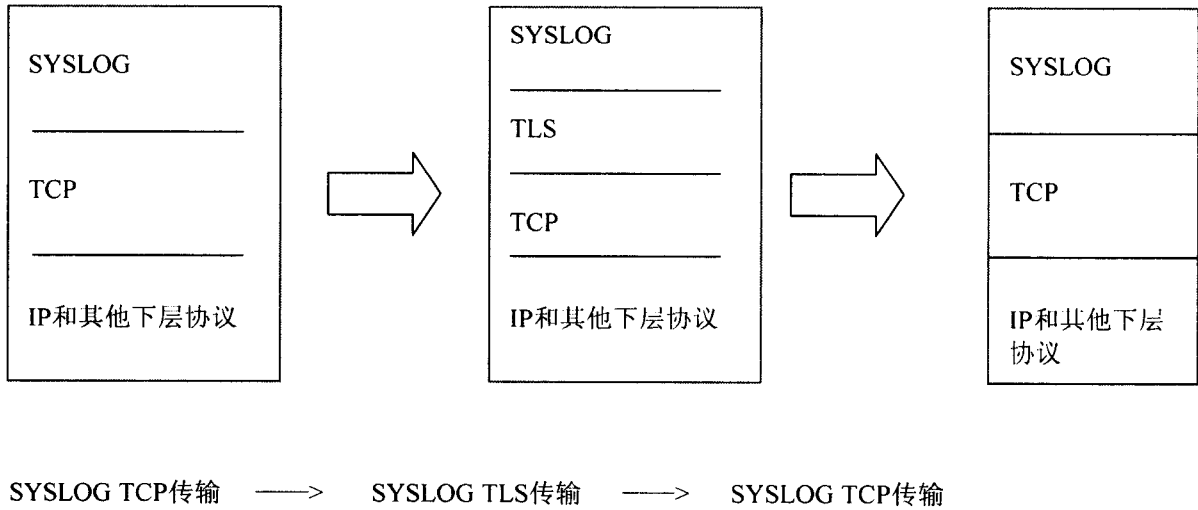 SYSLOG
TCP
IP和其他下层协议
SYSLOG
TLS
TCP
IP和其他下层协议
SYSLOG
TCP
IP和其他下层
协议
SYSLOG TCP传输 ——> SYSLOG TLS传输 ——> SYSLOG TCP传输